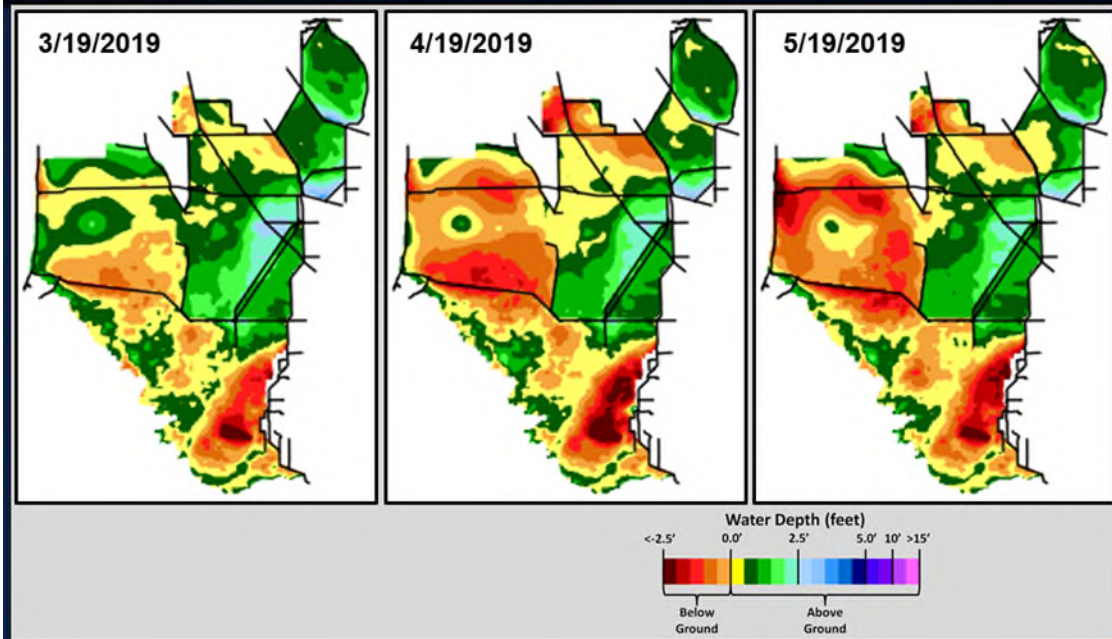 3/19/2019
4/19/2019
5/19/2019
Water Depth (feet)
<-2.5' 0.0' 2.5' 5.0' 10' >15'
Below Ground
Above Ground